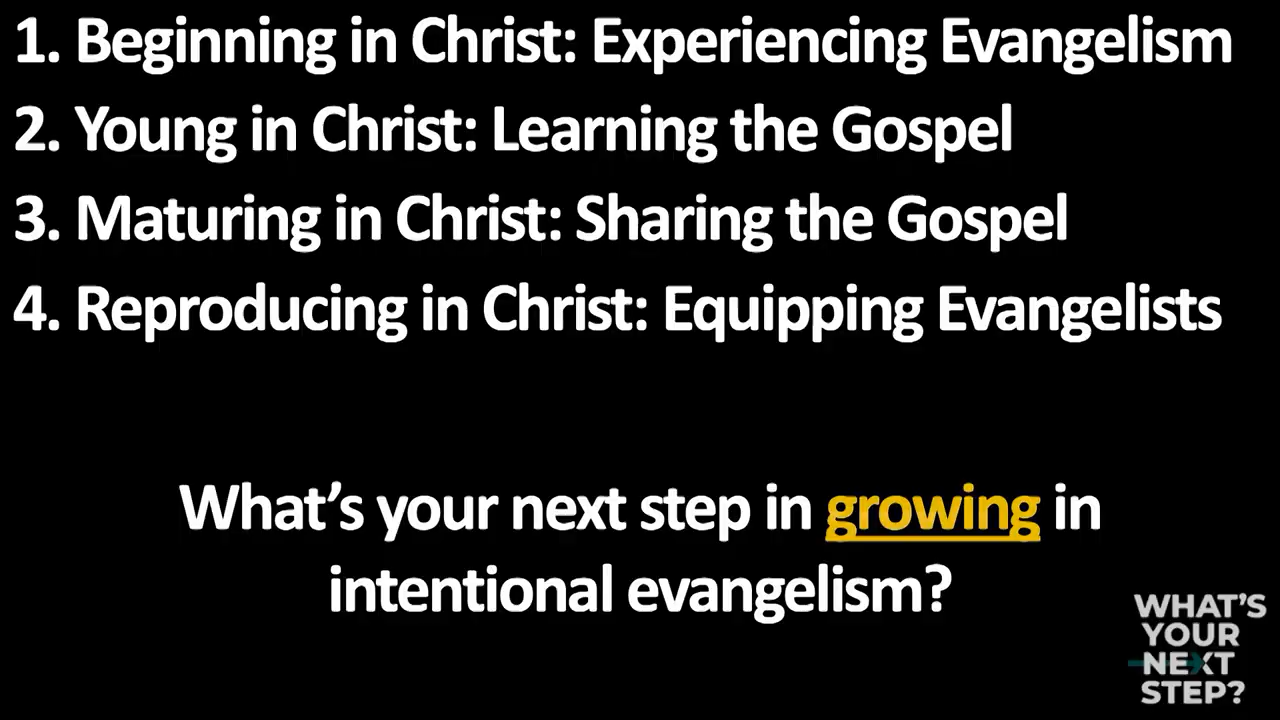 1. Beginning in Christ: Experiencing Evangelism
2. Young in Christ: Learning the Gospel
3. Maturing in Christ: Sharing the Gospel
4. Reproducing in Christ: Equipping Evangelists
What’s your next step in growing in
intentional evangelism?
WHAT’S
YOUR
NEXT
STEP?